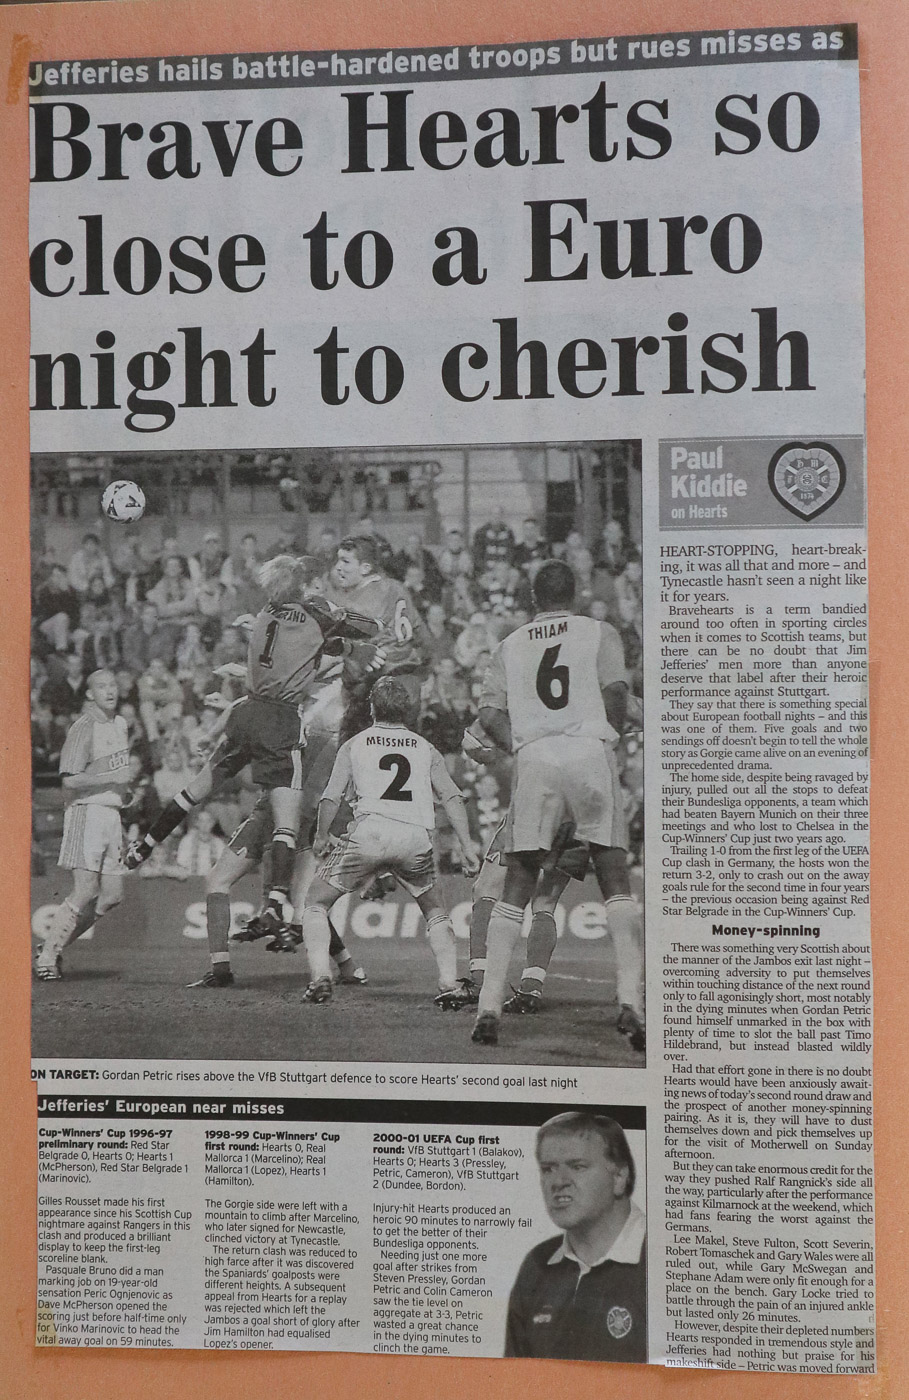 Jefferies hails battle-hardened troops but rues misses as
Brave Hearts so
close to a Euro
night to cherish
Paul
Kiddie
on Hearts
1874
HEART-STOPPING, heart-break-
ing, it was all that and more – and
Tynecastle hasn't seen a night like
it for years.
Bravehearts is a term bandied
around too often in sporting circles
when it comes to Scottish teams, but
there can be no doubt that Jim
Jefferies' men more than anyone
deserve that label after their heroic
performance against Stuttgart.
They say that there is something special
about European football nights – and this
was one of them. Five goals and two
sendings off doesn't begin to tell the whole
story as Gorgie came alive on an evening of
unprecedented drama.
The home side, despite being ravaged by
injury, pulled out all the stops to defeat
their Bundesliga opponents, a team which
had beaten Bayern Munich on their three
meetings and who lost to Chelsea in the
Cup-Winners' Cup just two years ago.
Trailing 1-0 from the first leg of the UEFA
Cup clash in Germany, the hosts won the
return 3-2, only to crash out on the away
goals rule for the second time in four years
– the previous occasion being against Red
Star Belgrade in the Cup-Winners' Cup.
Money-spinning
There was something very Scottish about
the manner of the Jambos exit last night –
overcoming adversity to put themselves
within touching distance of the next round
only to fall agonisingly short, most notably
in the dying minutes when Gordan Petric
found himself unmarked in the box with
plenty of time to slot the ball past Timo
Hildebrand, but instead blasted wildly
over.
Had that effort gone in there is no doubt
Hearts would have been anxiously await-
ing news of today's second round draw and
the prospect of another money-spinning
pairing. As it is, they will have to dust
themselves down and pick themselves up
for the visit of Motherwell on Sunday
afternoon.
But they can take enormous credit for the
way they pushed Ralf Rangnick's side all
the way, particularly after the performance
against Kilmarnock at the weekend, which
had fans fearing the worst against the
Germans.
Lee Makel, Steve Fulton, Scott Severin,
Robert Tomaschek and Gary Wales were all
ruled out, while Gary McSwegan and
Stephane Adam were only fit enough for a
place on the bench. Gary Locke tried to
battle through the pain of an injured ankle
but lasted only 26 minutes.
However, despite their depleted numbers
Hearts responded in tremendous style and
Jefferies had nothing but praise for his
makeshift side – Petric was moved forward
1
6
THIAM
6
MEISSNER
2
ON TARGET: Gordan Petric rises above the VfB Stuttgart defence to score Hearts' second goal last night
Jefferies' European near misses
Cup-Winners' Cup 1996-97
preliminary round: Red Star
Belgrade 0, Hearts 0; Hearts 1
(McPherson), Red Star Belgrade 1
(Marinovic).
Gilles Rousset made his first
appearance since his Scottish Cup
nightmare against Rangers in this
clash and produced a brilliant
display to keep the first-leg
scoreline blank.
Pasquale Bruno did a man
marking job on 19-year-old
sensation Peric Ognjenovic as
Dave McPherson opened the
scoring just before half-time only
for Vinko Marinovic to head the
vital away goal on 59 minutes.
1998-99 Cup-Winners' Cup
first round: Hearts 0, Real
Mallorca 1 (Marcelino); Real
Mallorca 1 (Lopez), Hearts 1
(Hamilton).
The Gorgie side were left with a
mountain to climb after Marcelino,
who later signed for Newcastle,
clinched victory at Tynecastle.
The return clash was reduced to
high farce after it was discovered
the Spaniards' goalposts were
different heights. A subsequent
appeal from Hearts for a replay
was rejected which left the
Jambos a goal short of glory after
Jim Hamilton had equalised
Lopez's opener.
2000-01 UEFA Cup first
round: VfB Stuttgart 1 (Balakov),
Hearts 0; Hearts 3 (Pressley,
Petric, Cameron), VfB Stuttgart
2 (Dundee, Bordon).
Injury-hit Hearts produced an
heroic 90 minutes to narrowly fail
to get the better of their
Bundesliga opponents.
Needing just one more
goal after strikes from
Steven Pressley, Gordan
Petric and Colin Cameron
saw the tie level on
aggregate at 3-3, Petric
wasted a great chance
in the dying minutes to
clinch the game.